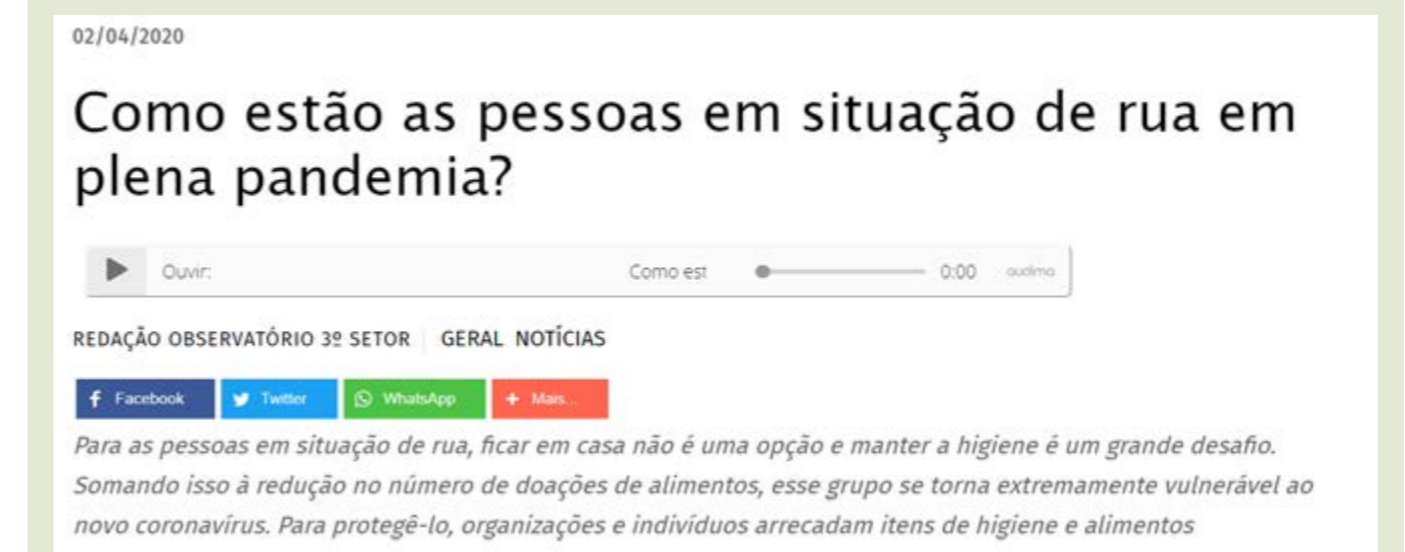 02/04/2020
Como estão as pessoas em situação de rua em
plena pandemia?
Ouvir: Como est 0:00 audima
REDAÇÃO OBSERVATÓRIO 3º SETOR GERAL NOTÍCIAS
Facebook Twitter WhatsApp + Mais...
Para as pessoas em situação de rua, ficar em casa não é uma opção e manter a higiene é um grande desafio.
Somando isso à redução no número de doações de alimentos, esse grupo se torna extremamente vulnerável ao
novo coronavírus. Para protegê-lo, organizações e indivíduos arrecadam itens de higiene e alimentos